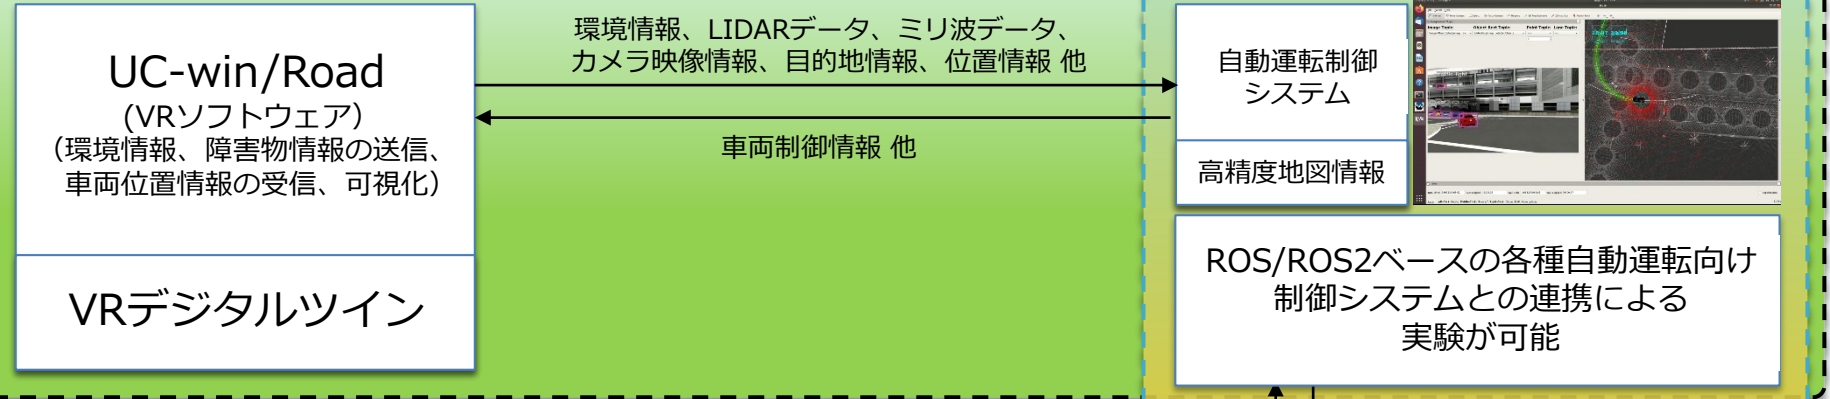 UC-win/Road
(VRソフトウェア）
（環境情報、障害物情報の送信、
車両位置情報の受信、可視化）
VRデジタルツイン
環境情報、LIDARデータ、ミリ波データ、
カメラ映像情報、目的地情報、位置情報 他
車両制御情報 他
自動運転制御
システム
高精度地図情報
ROS/ROS2ベースの各種自動運転向け
制御システムとの連携による
実験が可能